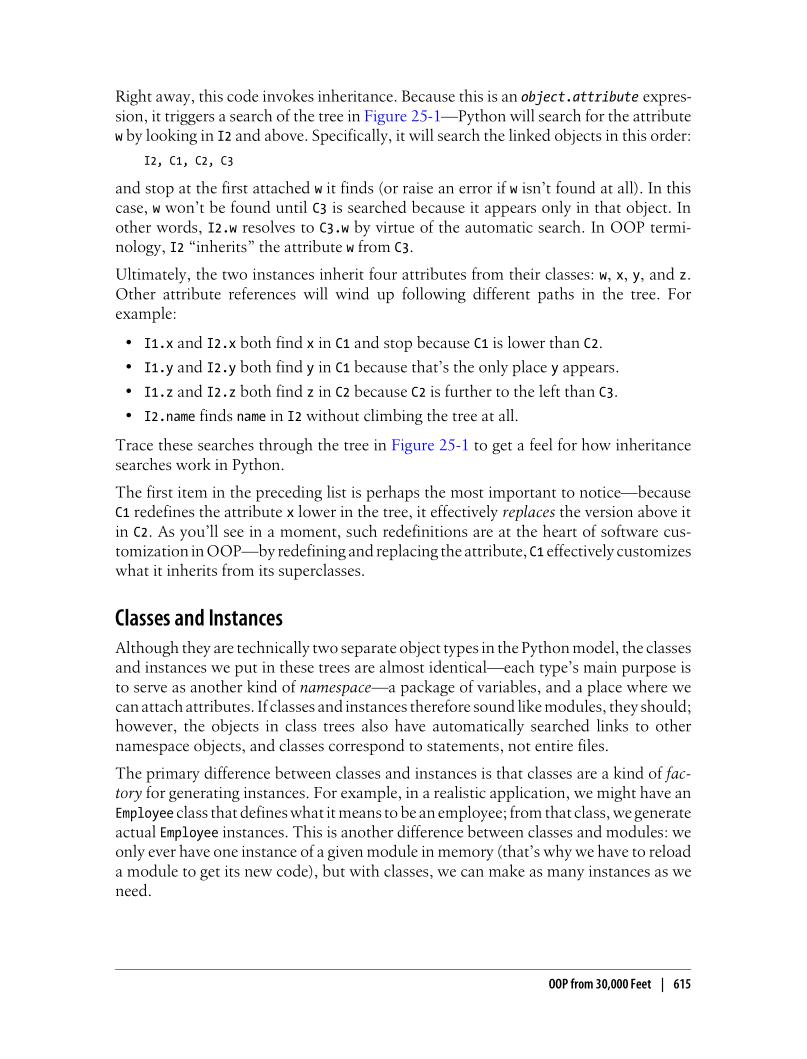 Right away, this code invokes inheritance. Because this is an object.attribute expres-
sion, it triggers a search of the tree in Figure 25-1—Python will search for the attribute
w by looking in I2 and above. Specifically, it will search the linked objects in this order:
I2, C1, C2, C3
and stop at the first attached w it finds (or raise an error if w isn't found at all). In this
case, w won't be found until C3 is searched because it appears only in that object. In
other words, I2.w resolves to C3.w by virtue of the automatic search. In OOP termi-
nology, I2 “inherits” the attribute w from C3.
Ultimately, the two instances inherit four attributes from their classes: w, x, y, and z.
Other attribute references will wind up following different paths in the tree. For
example:
• I1.x and I2.x both find x in C1 and stop because C1 is lower than C2.
• I1.y and I2.y both find y in C1 because that's the only place y appears.
• I1.z and I2.z both find z in C2 because C2 is further to the left than C3.
• I2.name finds name in I2 without climbing the tree at all.
Trace these searches through the tree in Figure 25-1 to get a feel for how inheritance
searches work in Python.
The first item in the preceding list is perhaps the most important to notice—because
C1 redefines the attribute x lower in the tree, it effectively replaces the version above it
in C2. As you'll see in a moment, such redefinitions are at the heart of software cus-
tomization in OOP—by redefining and replacing the attribute, C1 effectively customizes
what it inherits from its superclasses.
Classes and Instances
Although they are technically two separate object types in the Python model, the classes
and instances we put in these trees are almost identical—each type's main purpose is
to serve as another kind of namespace—a package of variables, and a place where we
can attach attributes. If classes and instances therefore sound like modules, they should;
however, the objects in class trees also have automatically searched links to other
namespace objects, and classes correspond to statements, not entire files.
The primary difference between classes and instances is that classes are a kind of fac-
tory for generating instances. For example, in a realistic application, we might have an
Employee class that defines what it means to be an employee; from that class, we generate
actual Employee instances. This is another difference between classes and modules: we
only ever have one instance of a given module in memory (that's why we have to reload
a module to get its new code), but with classes, we can make as many instances as we
need.
OOP from 30,000 Feet | 615